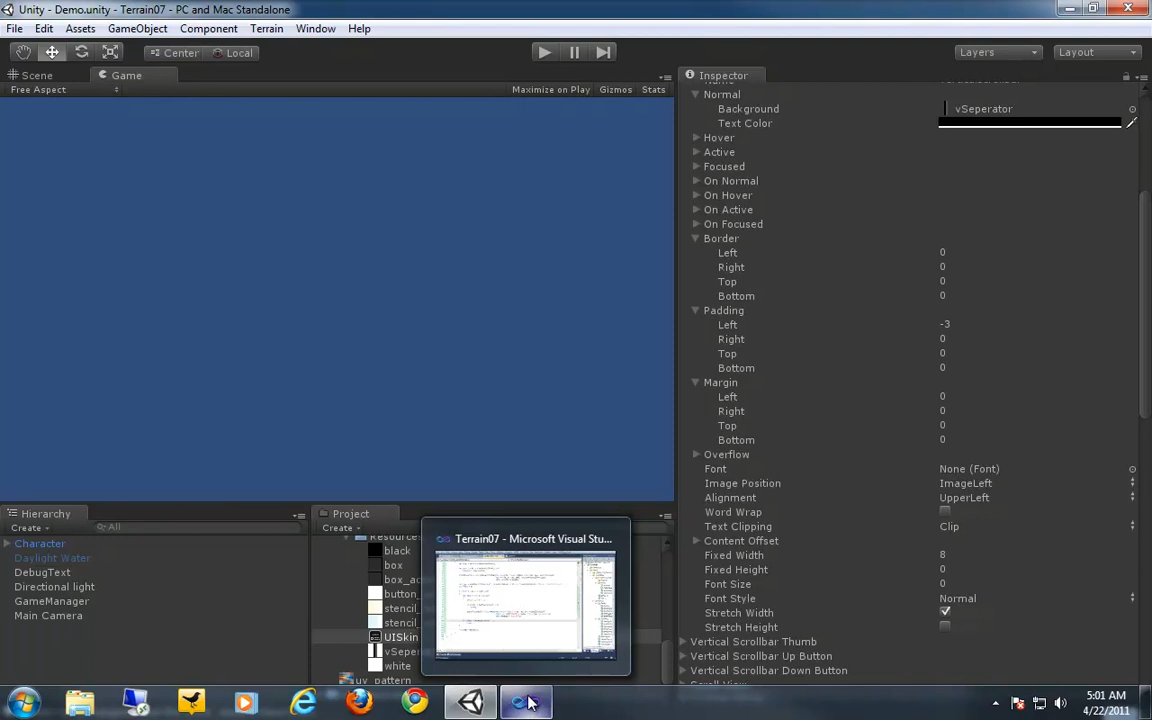 Unity - Demo.unity - Terrain07 - PC and Mac Standalone
File Edit Assets GameObject Component Terrain Window Help
Center Local Layers Layout
Scene Game Inspector
Free Aspect Maximize on Play Gizmos Stats
Normal
Background vSeperator
Text Color
Hover
Active
Focused
On Normal
On Hover
On Active
On Focused
Border
Left 0
Right 0
Top 0
Bottom 0
Padding
Left -3
Right 0
Top 0
Bottom 0
Margin
Left 0
Right 0
Top 0
Bottom 0
Overflow
Font None (Font)
Image Position ImageLeft
Alignment UpperLeft
Word Wrap
Text Clipping Clip
Content Offset
Fixed Width 8
Fixed Height 0
Font Size 0
Font Style Normal
Stretch Width
Stretch Height
Vertical Scrollbar Thumb
Vertical Scrollbar Up Button
Vertical Scrollbar Down Button
Hierarchy
Create All
Character
Daylight Water
DebugText
Directional light
GameManager
Main Camera
Project
Create
black
box
box_ac
button_
stencil_
stencil_
UISkin
vSeper
white
uv_pattern
Terrain07 - Microsoft Visual Stu...
5:01 AM
4/22/2011